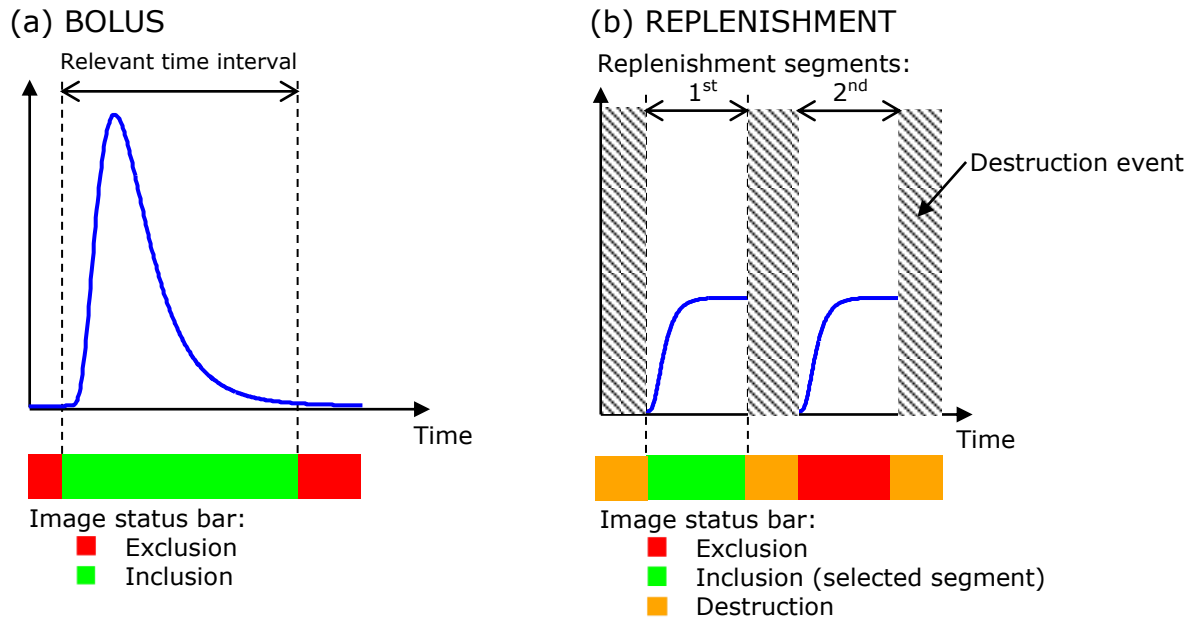 (a) BOLUS
Relevant time interval
Time
Image status bar:
Exclusion
Inclusion
(b) REPLENISHMENT
Replenishment segments:
1st
2nd
Destruction event
Time
Image status bar:
Exclusion
Inclusion (selected segment)
Destruction